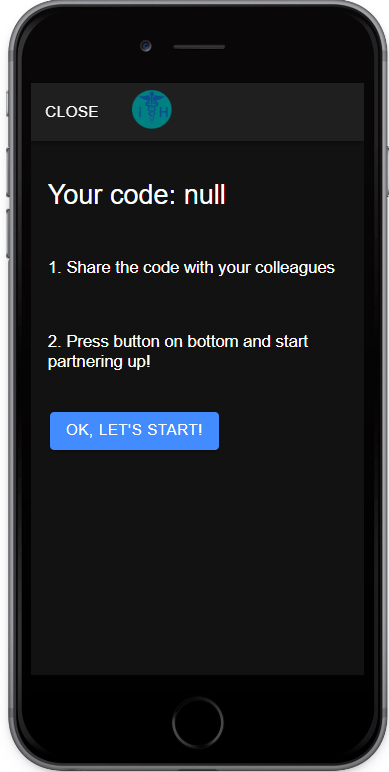 CLOSE
I H
Your code: null
1. Share the code with your colleagues
2. Press button on bottom and start
partnering up!
OK, LET'S START!